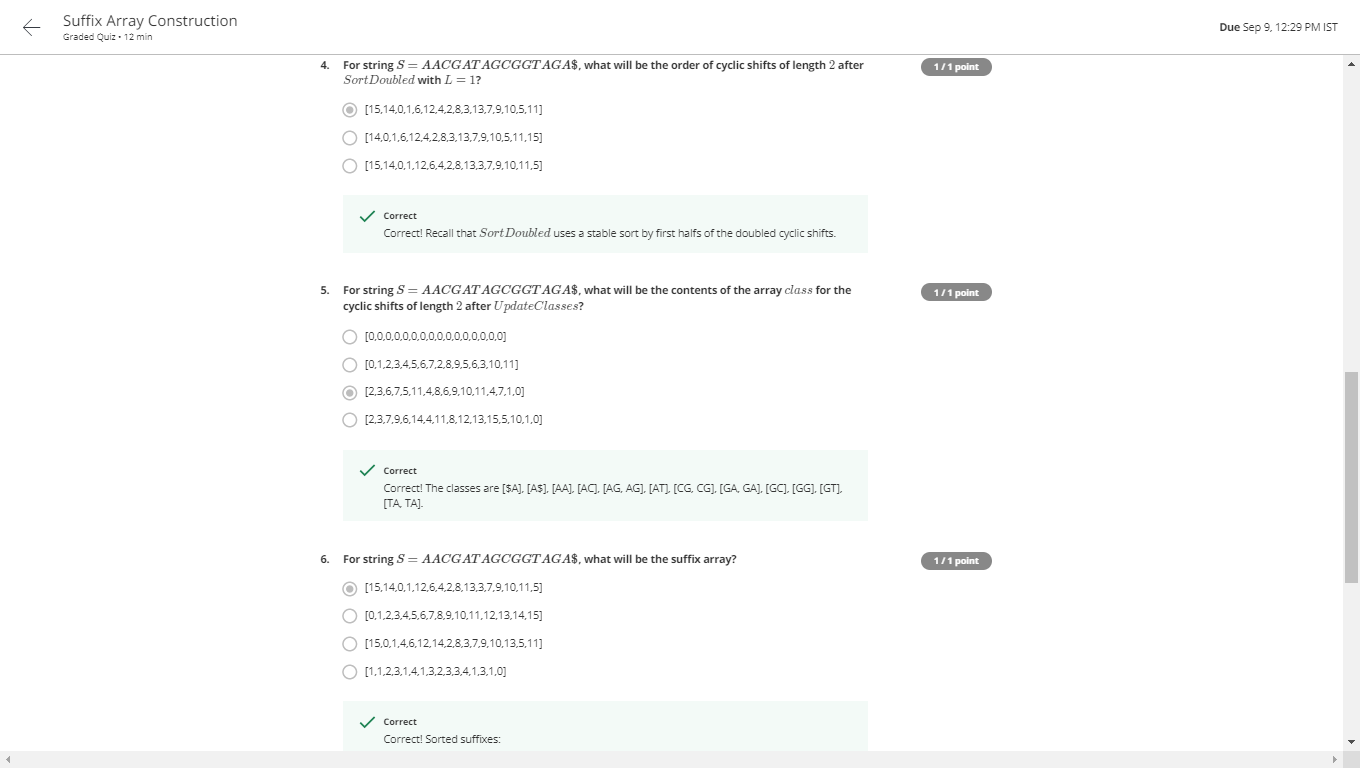 Suffix Array Construction
Graded Quiz • 12 min
Due Sep 9, 12:29 PM IST
4. For string S = AACGATAGCGGTAGA$, what will be the order of cyclic shifts of length 2 after
SortDoubled with L = 1?
1 / 1 point
[15,14,0,1,6,12,4,2,8,3,13,7,9,10,5,11]
[14,0,1,6,12,4,2,8,3,13,7,9,10,5,11,15]
[15,14,0,1,12,6,4,2,8,13,3,7,9,10,11,5]
Correct
Correct! Recall that SortDoubled uses a stable sort by first halfs of the doubled cyclic shifts.
5. For string S = AACGATAGCGGTAGA$, what will be the contents of the array class for the
cyclic shifts of length 2 after UpdateClasses?
1 / 1 point
[0,0,0,0,0,0,0,0,0,0,0,0,0,0,0,0]
[0,1,2,3,4,5,6,7,2,8,9,5,6,3,10,11]
[2,3,6,7,5,11,4,8,6,9,10,11,4,7,1,0]
[2,3,7,9,6,14,4,11,8,12,13,15,5,10,1,0]
Correct
Correct! The classes are [$A], [A$], [AA], [AC], [AG, AG], [AT], [CG, CG], [GA, GA], [GC], [GG], [GT],
[TA, TA].
6. For string S = AACGATAGCGGTAGA$, what will be the suffix array?
1 / 1 point
[15,14,0,1,12,6,4,2,8,13,3,7,9,10,11,5]
[0,1,2,3,4,5,6,7,8,9,10,11,12,13,14,15]
[15,0,1,4,6,12,14,2,8,3,7,9,10,13,5,11]
[1,1,2,3,1,4,1,3,2,3,3,4,1,3,1,0]
Correct
Correct! Sorted suffixes: